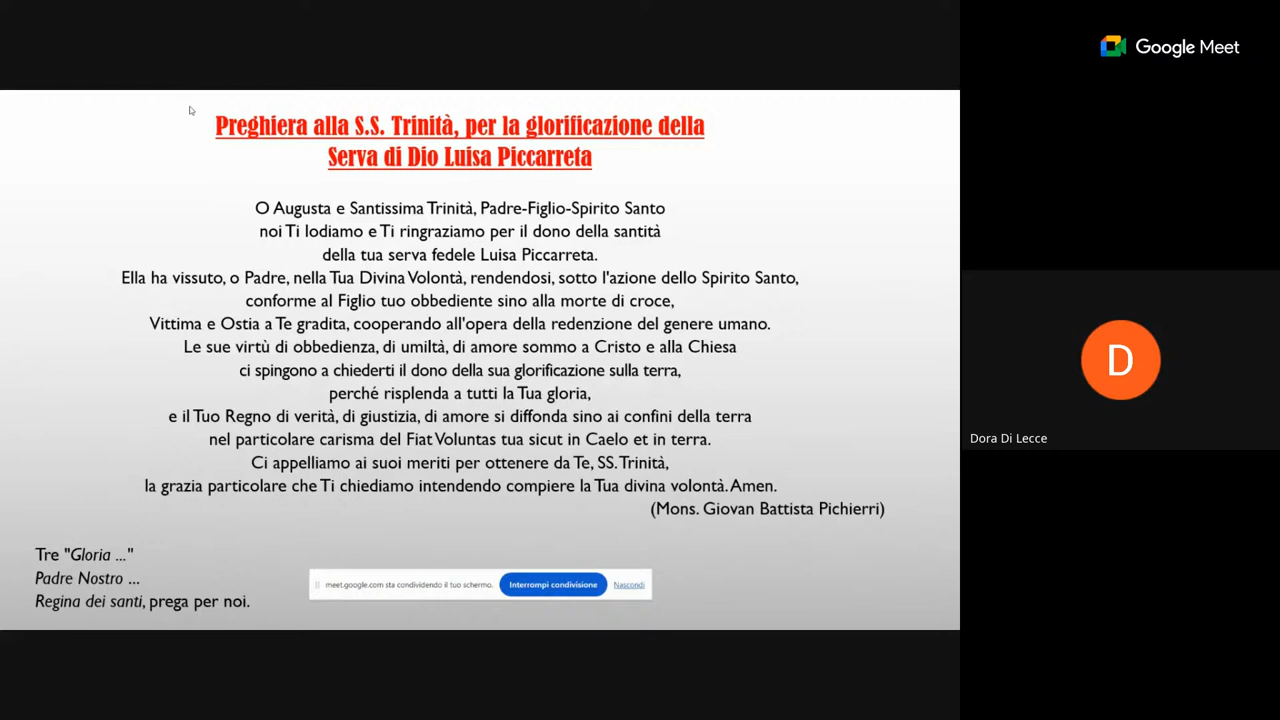 Google Meet
Preghiera alla S.S. Trinità, per la glorificazione della
Serva di Dio Luisa Piccarreta
O Augusta e Santissima Trinità, Padre-Figlio-Spirito Santo
noi Ti lodiamo e Ti ringraziamo per il dono della santità
della tua serva fedele Luisa Piccarreta.
Ella ha vissuto, o Padre, nella Tua Divina Volontà, rendendosi, sotto l'azione dello Spirito Santo,
conforme al Figlio tuo obbediente sino alla morte di croce,
Vittima e Ostia a Te gradita, cooperando all'opera della redenzione del genere umano.
Le sue virtù di obbedienza, di umiltà, di amore sommo a Cristo e alla Chiesa
ci spingono a chiederti il dono della sua glorificazione sulla terra,
perché risplenda a tutti la Tua gloria,
e il Tuo Regno di verità, di giustizia, di amore si diffonda sino ai confini della terra
nel particolare carisma del Fiat Voluntas tua sicut in Caelo et in terra.
Ci appelliamo ai suoi meriti per ottenere da Te, SS. Trinità,
la grazia particolare che Ti chiediamo intendendo compiere la Tua divina volontà. Amen.
(Mons. Giovan Battista Pichierri)
Tre "Gloria ..."
Padre Nostro ...
Regina dei santi, prega per noi.
meet.google.com sta condividendo il tuo schermo. Interrompi condivisione Nascondi
D
Dora Di Lecce